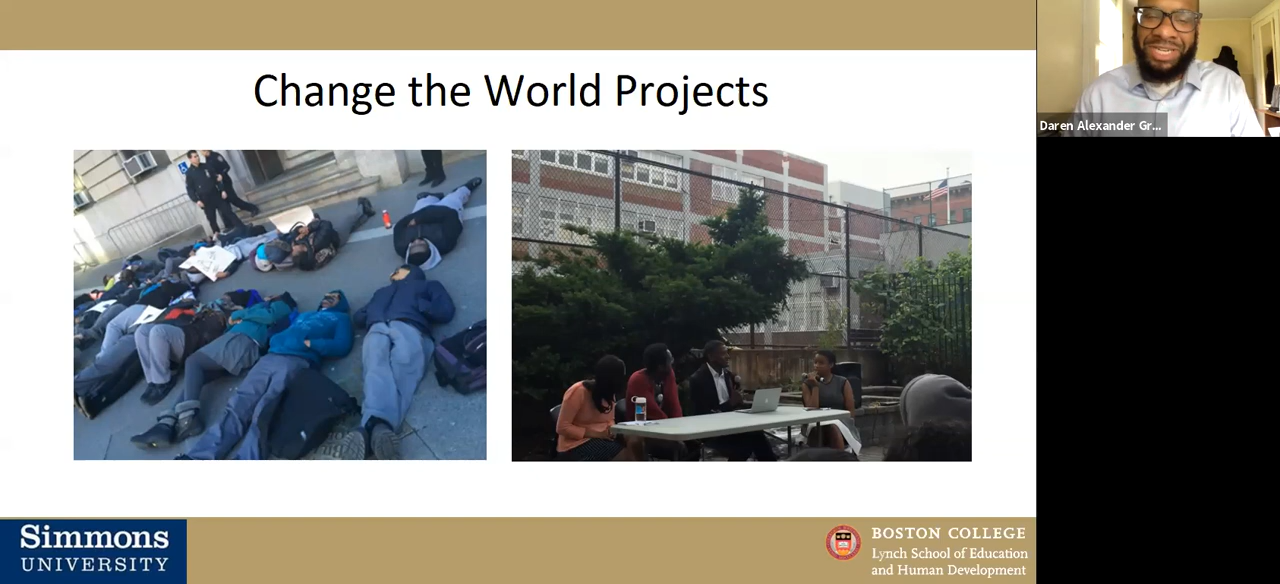 Change the World Projects
Daren Alexander Gr...
Simmons
UNIVERSITY
BOSTON COLLEGE
Lynch School of Education
and Human Development